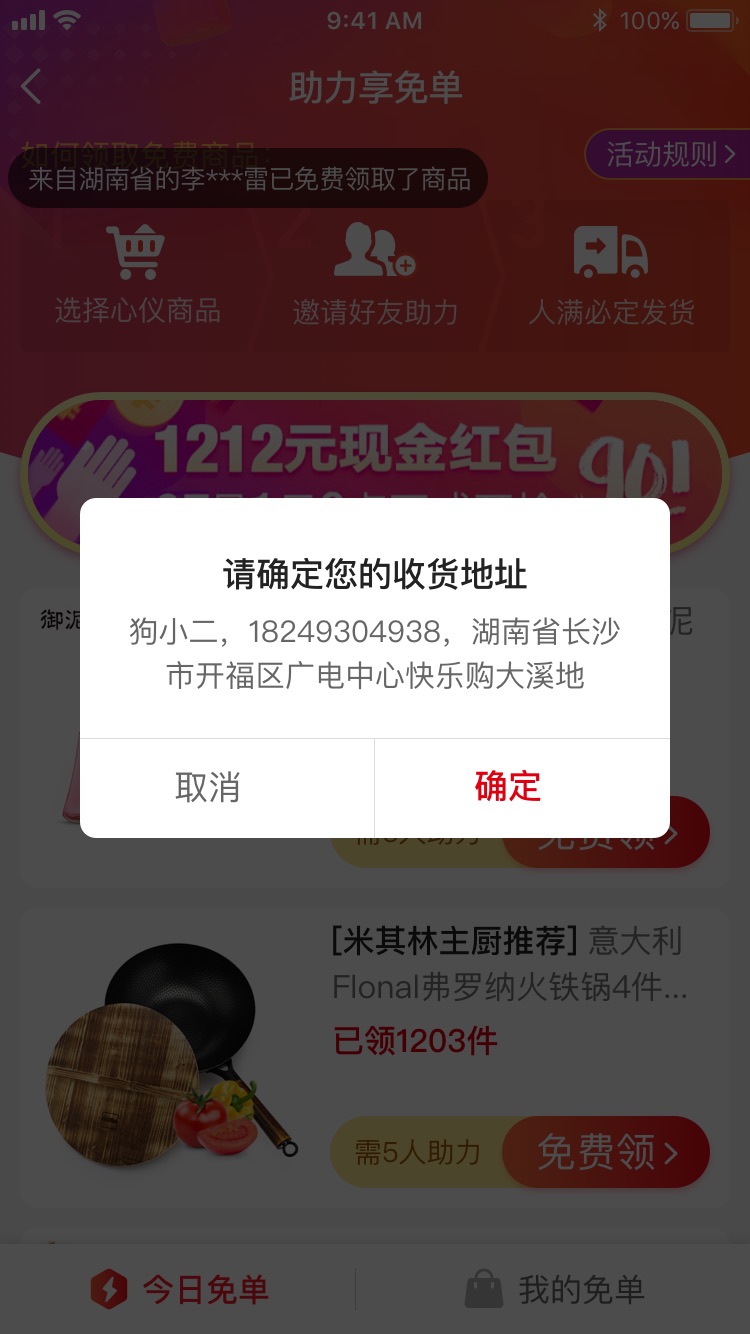 9:41 AM
100%
助力享免单
如何领取免费商品:
活动规则
来自湖南省的李***雷已免费领取了商品
1
2
3
选择心仪商品
邀请好友助力
人满必定发货
1212元现金红包
请确定您的收货地址
御泥
泥
狗小二，18249304938，湖南省长沙
市开福区广电中心快乐购大溪地
取消
确定
免费领
[米其林主厨推荐] 意大利
Flonal弗罗纳火铁锅4件...
已领1203件
需5人助力
免费领
今日免单
我的免单